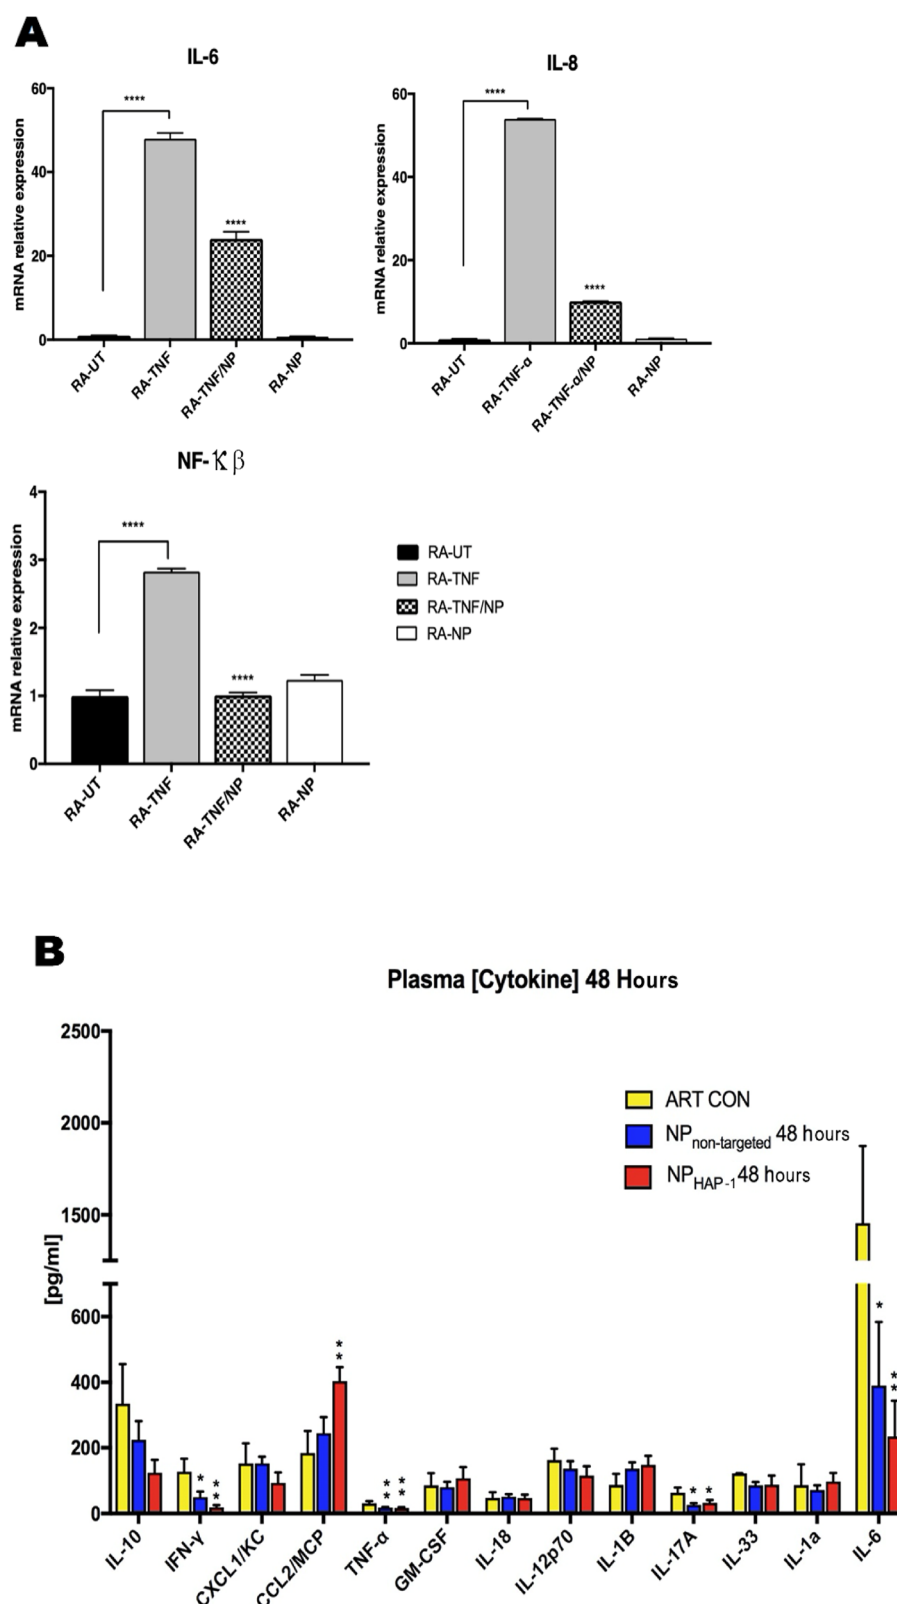 A
IL-6
mRNA relative expression
60
40
20
0
****
****
RA-UT
RA-TNF
RA-TNF/NP
RA-NP
IL-8
mRNA relative expression
60
40
20
0
****
****
RA-UT
RA-TNF-α
RA-TNF-α/NP
RA-NP
NF-κβ
mRNA relative expression
4
3
2
1
0
****
****
RA-UT
RA-TNF
RA-TNF/NP
RA-NP
RA-UT
RA-TNF
RA-TNF/NP
RA-NP
B
Plasma [Cytokine] 48 Hours
[pg/ml]
2500
2000
1500
600
400
200
0
ART CON
NPnon-targeted 48 hours
NPHAP-1 48 hours
*
**
**
**
**
*
*
*
**
IL-10
IFN-γ
CXCL1/KC
CCL2/MCP
TNF-α
GM-CSF
IL-18
IL-12p70
IL-1B
IL-17A
IL-33
IL-1a
IL-6